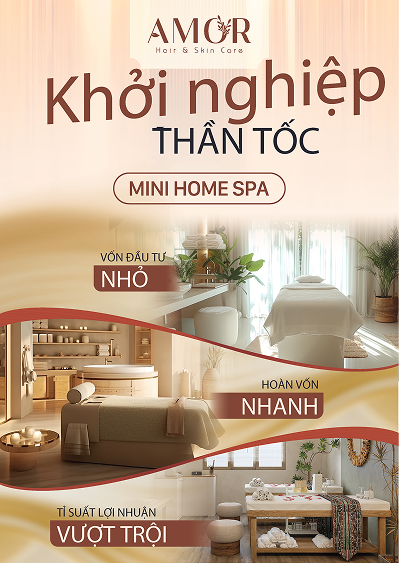 AMOR
Hair & Skin Care
Khởi nghiệp
THẦN TỐC
MINI HOME SPA
VỐN ĐẦU TƯ
NHỎ
HOÀN VỐN
NHANH
TỈ SUẤT LỢI NHUẬN
VƯỢT TRỘI